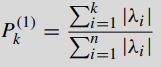 P_k^{(1)} = \frac{\sum_{i=1}^{k} |\lambda_i|}{\sum_{i=1}^{n} |\lambda_i|}